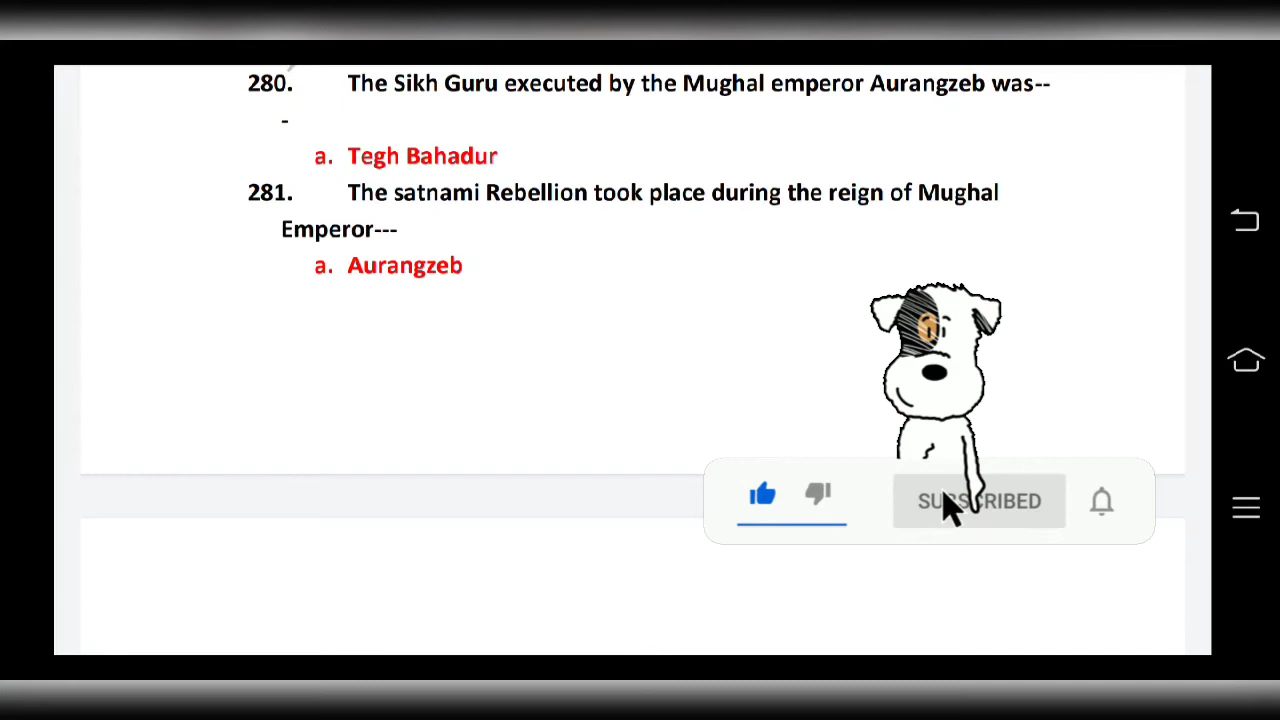 280. The Sikh Guru executed by the Mughal emperor Aurangzeb was--
-
a. Tegh Bahadur
281. The satnami Rebellion took place during the reign of Mughal
Emperor---
a. Aurangzeb
SUBSCRIBED